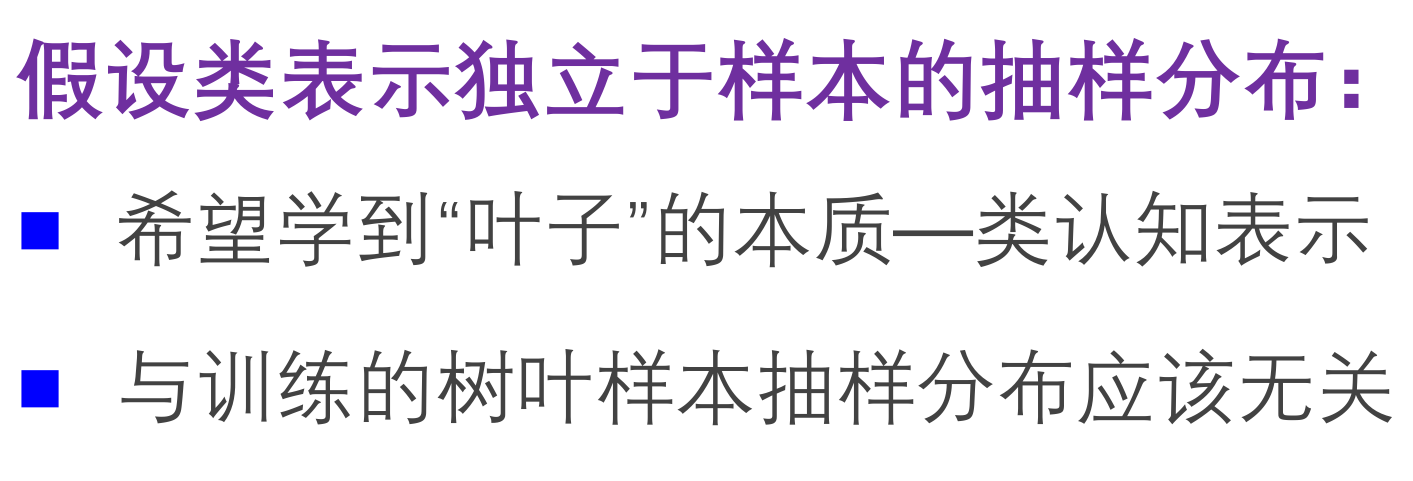 假设类表示独立于样本的抽样分布：
希望学到“叶子”的本质—类认知表示
与训练的树叶样本抽样分布应该无关